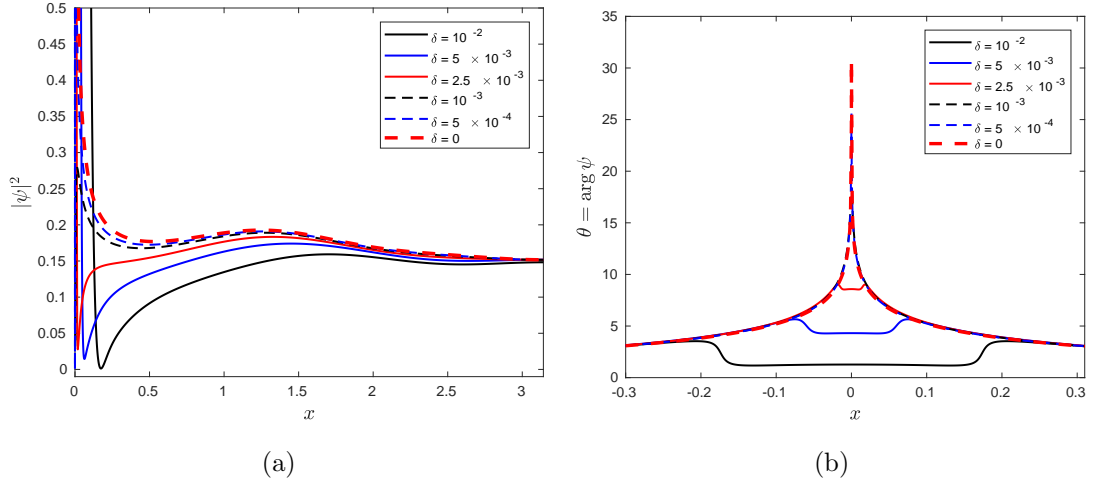 0.5
0.45
0.4
0.35
0.3
0.25
0.2
0.15
0.1
0.05
0
|ψ|²
0 0.5 1 1.5 2 2.5 3
x
δ = 10 -2
δ = 5 × 10 -3
δ = 2.5 × 10 -3
δ = 10 -3
δ = 5 × 10 -4
δ = 0
(a)
35
30
25
20
15
10
5
0
θ = arg ψ
-0.3 -0.2 -0.1 0 0.1 0.2 0.3
x
δ = 10 -2
δ = 5 × 10 -3
δ = 2.5 × 10 -3
δ = 10 -3
δ = 5 × 10 -4
δ = 0
(b)